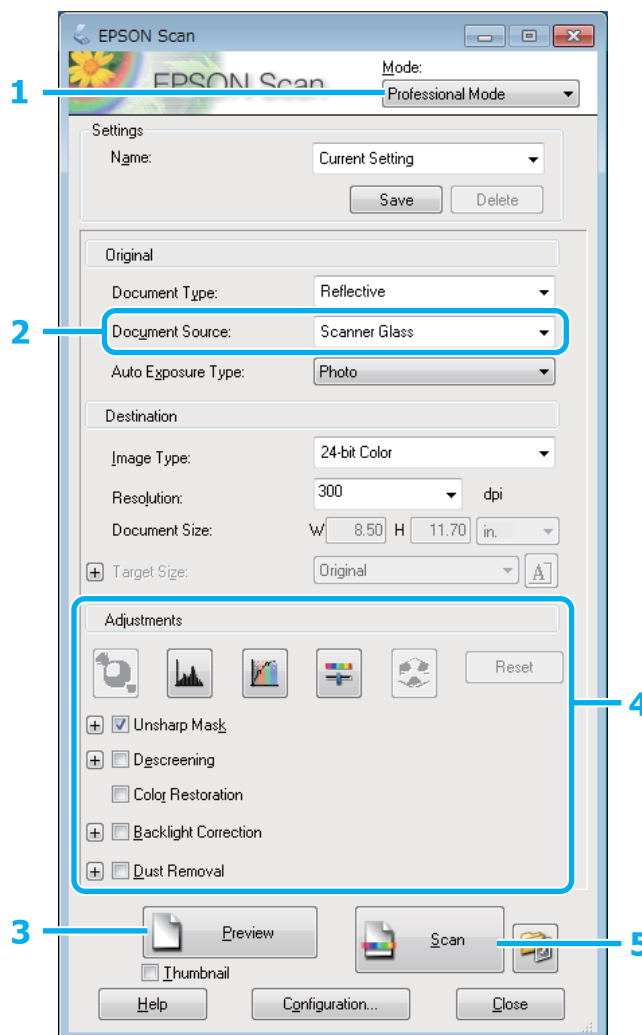 EPSON Scan
EPSON Scan
Mode:
1
Professional Mode
Settings
Name:
Current Setting
Save
Delete
Original
Document Type:
Reflective
2
Document Source:
Scanner Glass
Auto Exposure Type:
Photo
Destination
Image Type:
24-bit Color
Resolution:
300
dpi
Document Size:
W 8.50 H 11.70 in.
Target Size:
Original
A
Adjustments
Reset
4
Unsharp Mask
Descreening
Color Restoration
Backlight Correction
Dust Removal
3
Preview
Scan
5
Thumbnail
Help
Configuration...
Close